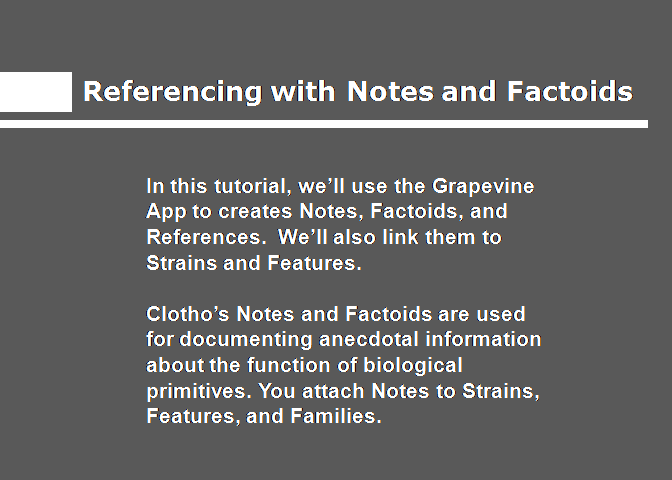 Referencing with Notes and Factoids
In this tutorial, we’ll use the Grapevine
App to creates Notes, Factoids, and
References.  We’ll also link them to
Strains and Features.
Clotho’s Notes and Factoids are used
for documenting anecdotal information
about the function of biological
primitives. You attach Notes to Strains,
Features, and Families.